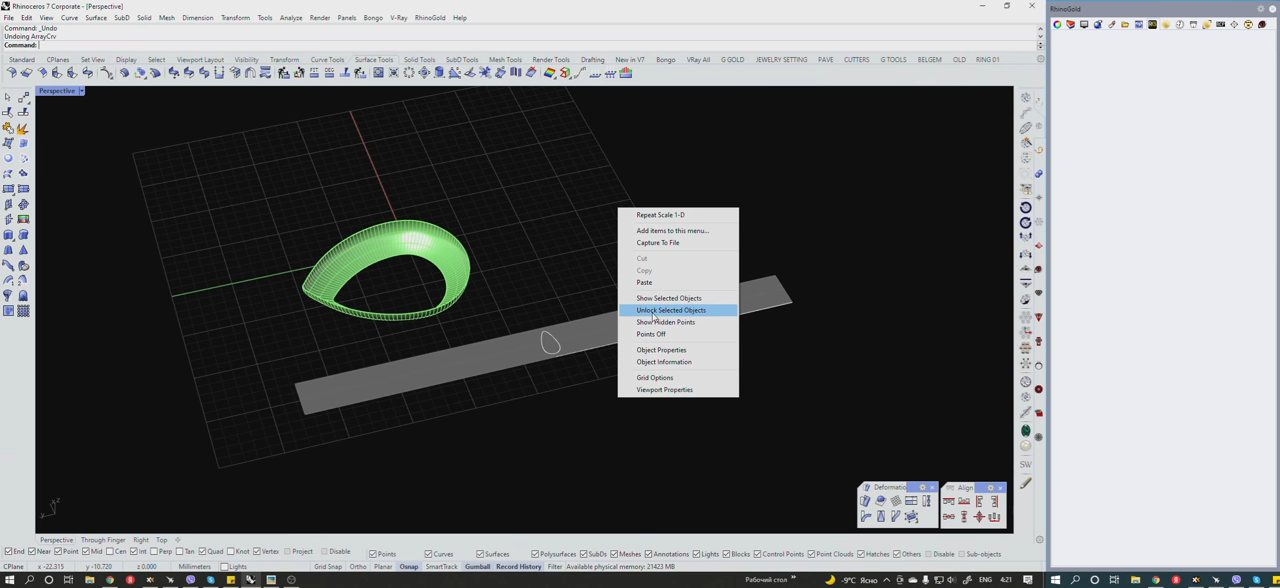 Rhinoceros 7 Corporate - [Perspective]
RhinoGold
File Edit View Curve Surface SubD Solid Mesh Dimension Transform Tools Analyze Render Panels Bongo V-Ray RhinoGold Help
Command: _Undo
Undoing ArrayCrv
Command:
Standard CPlanes Set View Display Select Viewport Layout Visibility Transform Curve Tools Surface Tools Solid Tools SubD Tools Mesh Tools Render Tools Drafting New in V7 Bongo VRay All G GOLD JEWELRY SETTING PAVE CUTTERS G TOOLS BELGEM OLD RING 01
Perspective
Repeat Scale 1-D
Add items to this menu...
Capture To File
Cut
Copy
Paste
Show Selected Objects
Unlock Selected Objects
Show Hidden Points
Points Off
Object Properties
Object Information
Grid Options
Viewport Properties
SW
Deformatio
Align
z
x
Perspective Through Finger Right Top
End Near Point Mid Cen Int Perp Tan Quad Knot Vertex Project Disable Points Curves Surfaces Polysurfaces SubDs Meshes Annotations Lights Blocks Control Points Point Clouds Hatches Others Disable Sub-objects
CPlane x -22.315 y -10.720 z 0.000 Millimeters Lights Grid Snap Ortho Planar Osnap SmartTrack Gumball Record History Filter Available physical memory: 21423 MB
Рабочий стол -9°C Ясно ENG 4:21